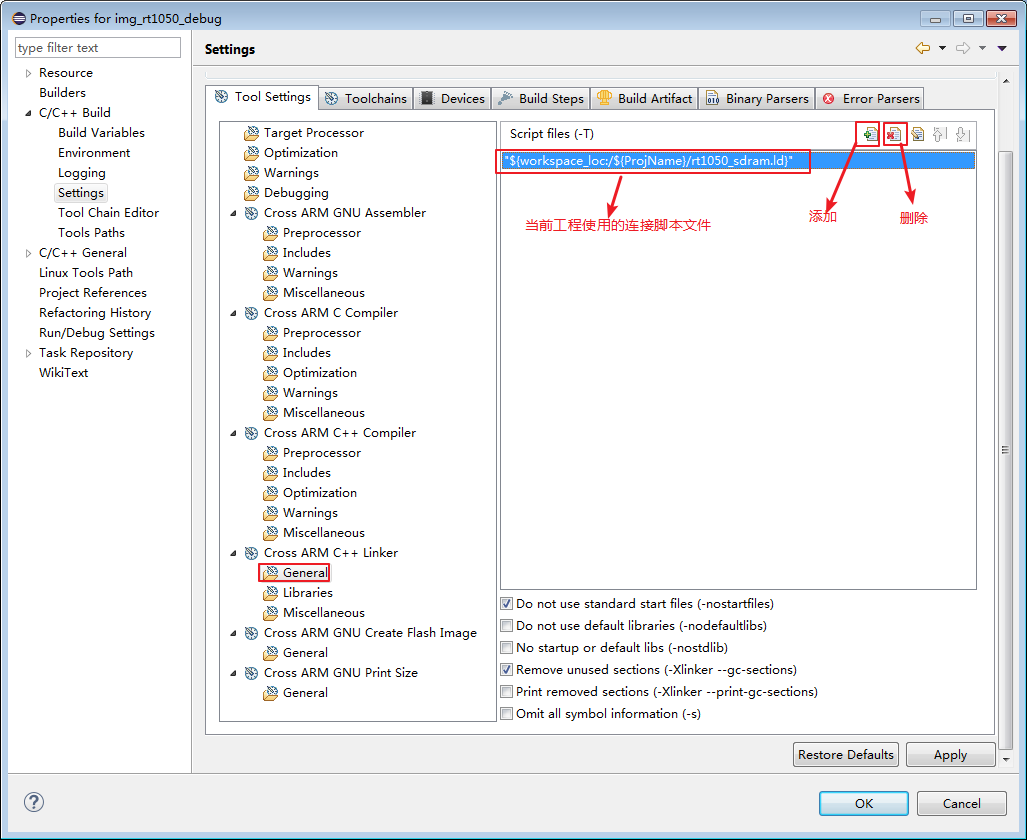 Properties for img_rt1050_debug
type filter text
Resource
Builders
C/C++ Build
Build Variables
Environment
Logging
Settings
Tool Chain Editor
Tools Paths
C/C++ General
Linux Tools Path
Project References
Refactoring History
Run/Debug Settings
Task Repository
WikiText
Settings
Tool Settings
Toolchains
Devices
Build Steps
Build Artifact
Binary Parsers
Error Parsers
Target Processor
Optimization
Warnings
Debugging
Cross ARM GNU Assembler
Preprocessor
Includes
Warnings
Miscellaneous
Cross ARM C Compiler
Preprocessor
Includes
Optimization
Warnings
Miscellaneous
Cross ARM C++ Compiler
Preprocessor
Includes
Optimization
Warnings
Miscellaneous
Cross ARM C++ Linker
General
Libraries
Miscellaneous
Cross ARM GNU Create Flash Image
General
Cross ARM GNU Print Size
General
Script files (-T)
"${workspace_loc:/${ProjName}/rt1050_sdram.ld}"
当前工程使用的连接脚本文件
添加
删除
Do not use standard start files (-nostartfiles)
Do not use default libraries (-nodefaultlibs)
No startup or default libs (-nostdlib)
Remove unused sections (-Xlinker --gc-sections)
Print removed sections (-Xlinker --print-gc-sections)
Omit all symbol information (-s)
Restore Defaults
Apply
OK
Cancel